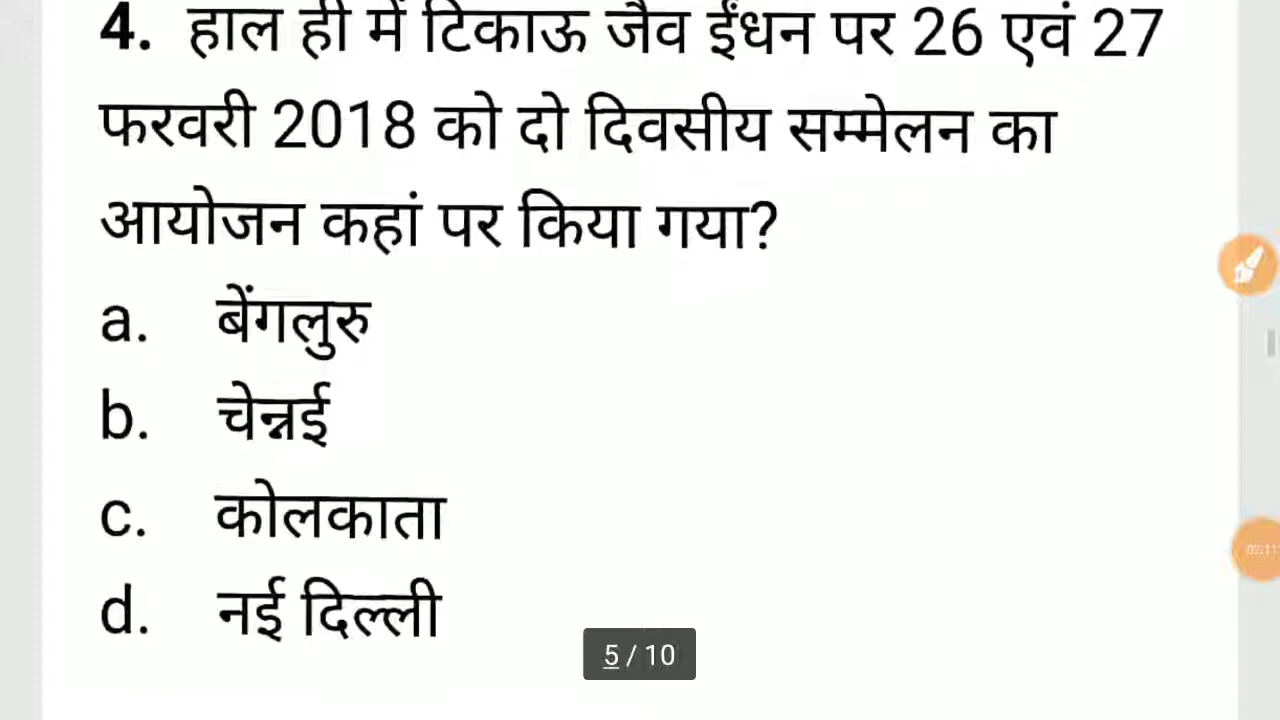 4. हाल ही में टिकाऊ जैव ईंधन पर 26 एवं 27
फरवरी 2018 को दो दिवसीय सम्मेलन का
आयोजन कहां पर किया गया?
a. बेंगलुरु
b. चेन्नई
c. कोलकाता
d. नई दिल्ली
5 / 10